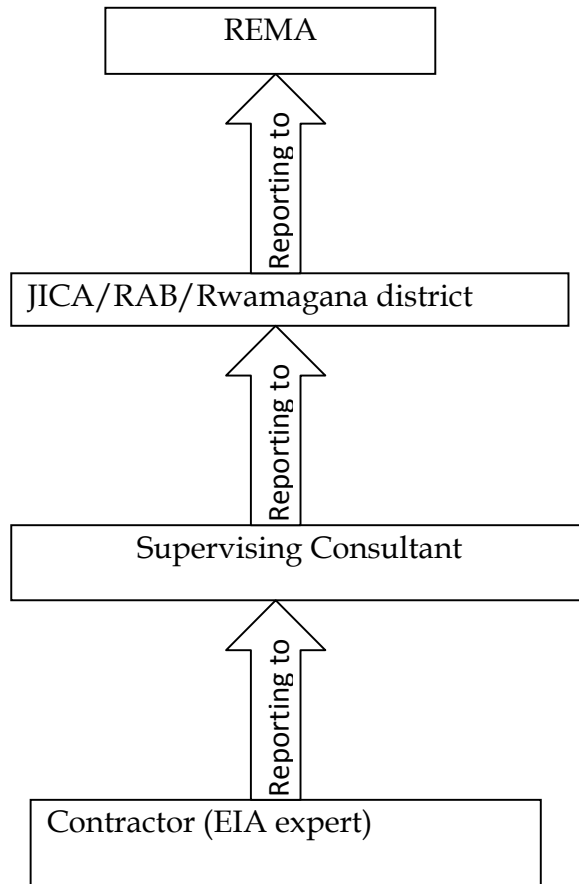 REMA
Reporting to
JICA/RAB/Rwamagana district
Reporting to
Supervising Consultant
Reporting to
Contractor (EIA expert)